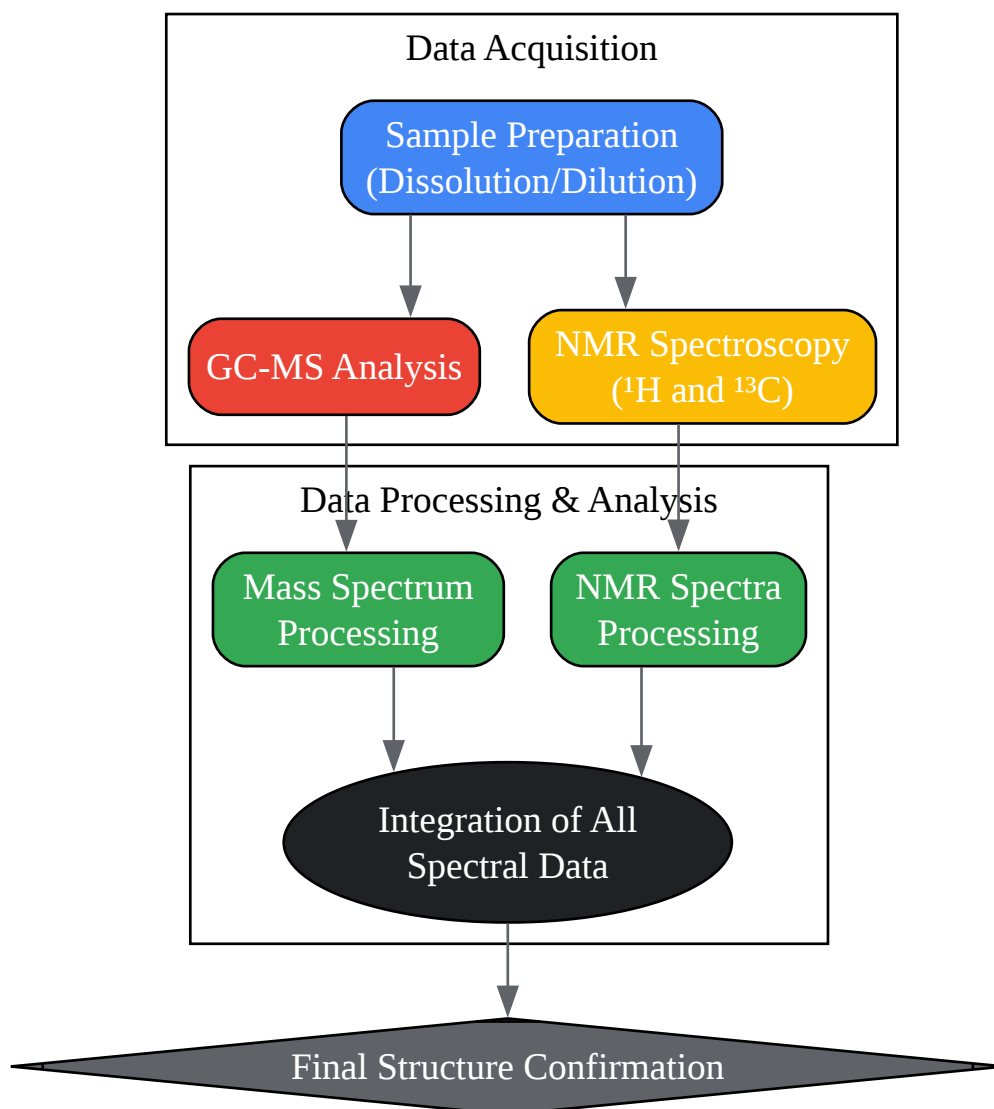 Data Acquisition
Sample Preparation
(Dissolution/Dilution)
GC-MS Analysis
NMR Spectroscopy
(¹H and ¹³C)
Data Processing & Analysis
Mass Spectrum
Processing
NMR Spectra
Processing
Integration of All
Spectral Data
Final Structure Confirmation